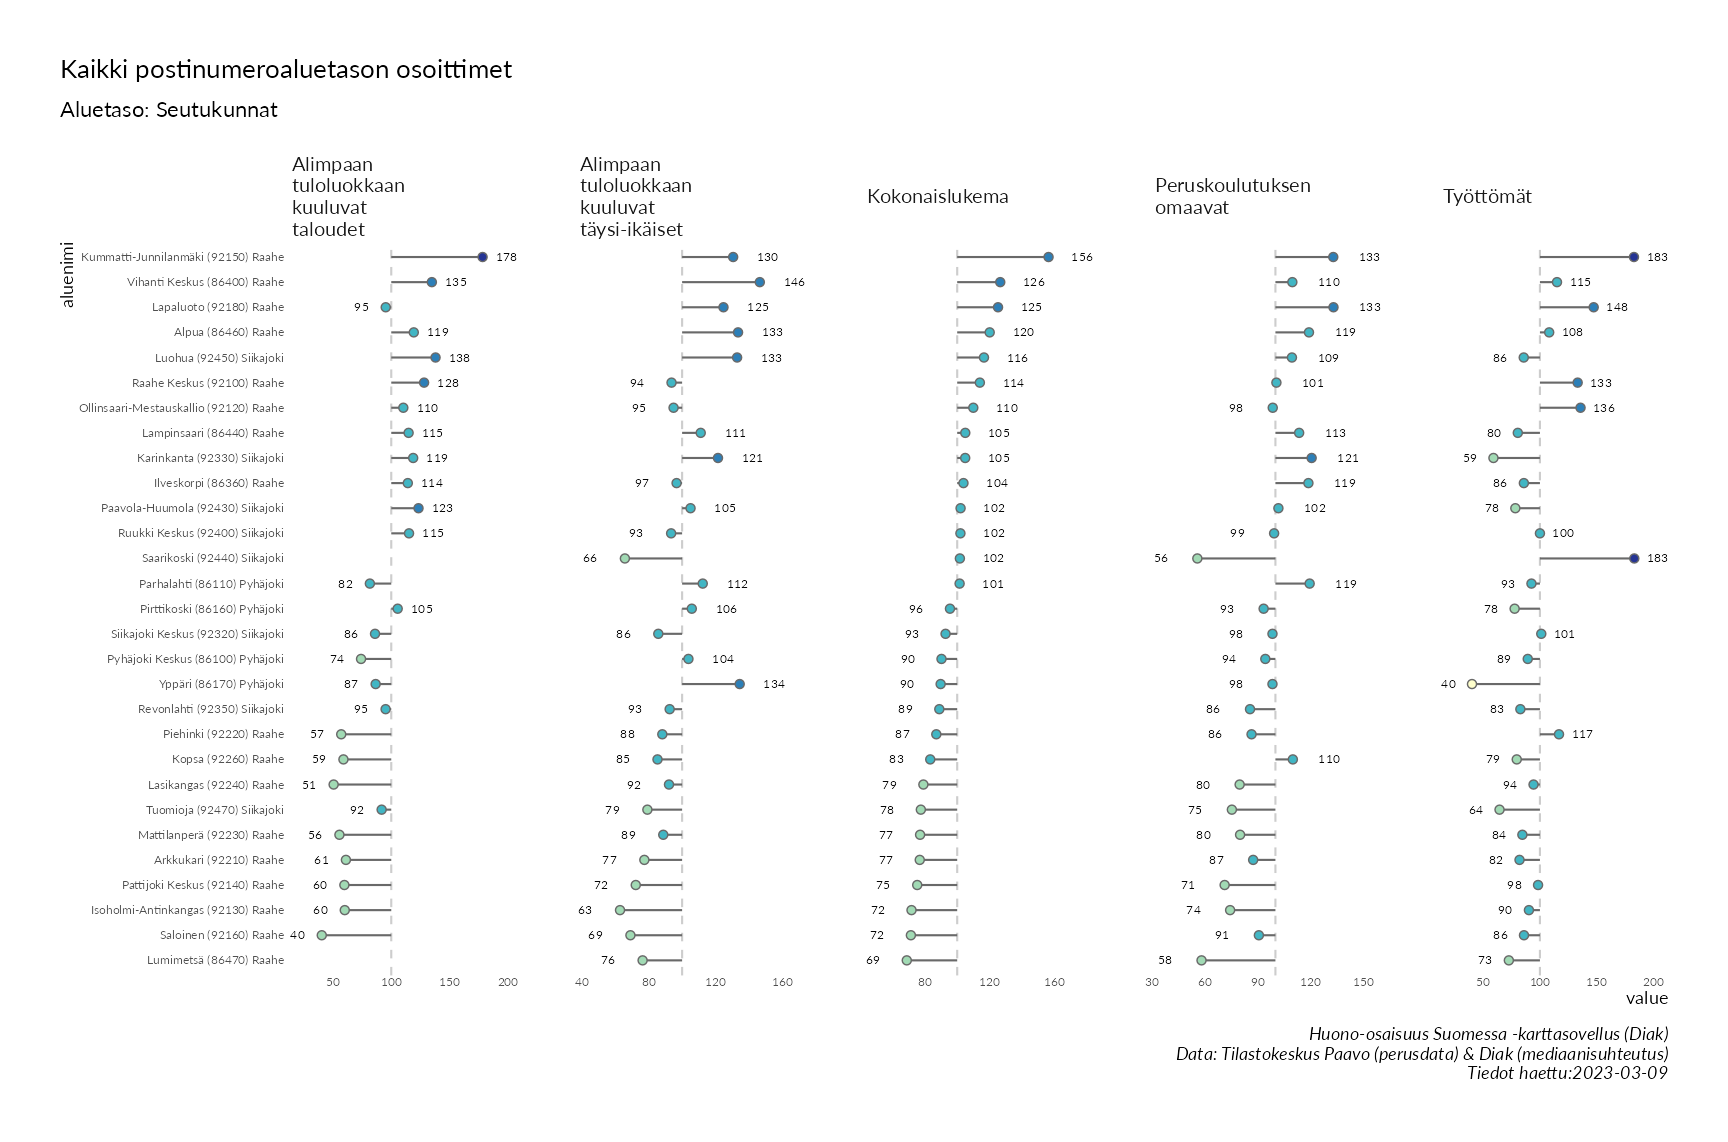 Kaikki postinumeroaluetason osoittimet
Aluetaso: Seutukunnat
Alimpaan tuloluokkaan kuuluvat taloudet
Alimpaan tuloluokkaan kuuluvat täysi-ikäiset
Kokonaislukema
Peruskoulutuksen omaavat
Työttömät
aluenimi
Kummatti-Junnilanmäki (92150) Raahe 178 130 156 133 183
Vihanti Keskus (86400) Raahe 135 146 126 110 115
Lapaluoto (92180) Raahe 95 125 125 133 148
Alpua (86460) Raahe 119 133 120 119 108
Luohua (92450) Siikajoki 138 133 116 109 86
Raahe Keskus (92100) Raahe 128 94 114 101 133
Ollinsaari-Mestauskallio (92120) Raahe 110 95 110 98 136
Lampinsaari (86440) Raahe 115 111 105 113 80
Karinkanta (92330) Siikajoki 119 121 105 121 59
Ilveskorpi (86360) Raahe 114 97 104 119 86
Paavola-Huumola (92430) Siikajoki 123 105 102 102 78
Ruukki Keskus (92400) Siikajoki 115 93 102 99 100
Saarikoski (92440) Siikajoki 66 102 56 183
Parhalahti (86110) Pyhäjoki 82 112 101 119 93
Pirttikoski (86160) Pyhäjoki 105 106 96 93 78
Siikajoki Keskus (92320) Siikajoki 86 86 93 98 101
Pyhäjoki Keskus (86100) Pyhäjoki 74 104 90 94 89
Yppäri (86170) Pyhäjoki 87 134 90 98 40
Revonlahti (92350) Siikajoki 95 93 89 86 83
Piehinki (92220) Raahe 57 88 87 86 117
Kopsa (92260) Raahe 59 85 83 110 79
Lasikangas (92240) Raahe 51 92 79 80 94
Tuomioja (92470) Siikajoki 92 79 78 75 64
Mattilanperä (92230) Raahe 56 89 77 80 84
Arkkukari (92210) Raahe 61 77 77 87 82
Pattijoki Keskus (92140) Raahe 60 72 75 71 98
Isoholmi-Antinkangas (92130) Raahe 60 63 72 74 90
Saloinen (92160) Raahe 40 69 72 91 86
Lumimetsä (86470) Raahe 76 69 58 73
50 100 150 200 40 80 120 160 80 120 160 30 60 90 120 150 50 100 150 200
value
Huono-osaisuus Suomessa -karttasovellus (Diak)
Data: Tilastokeskus Paavo (perusdata) & Diak (mediaanisuhteutus)
Tiedot haettu:2023-03-09